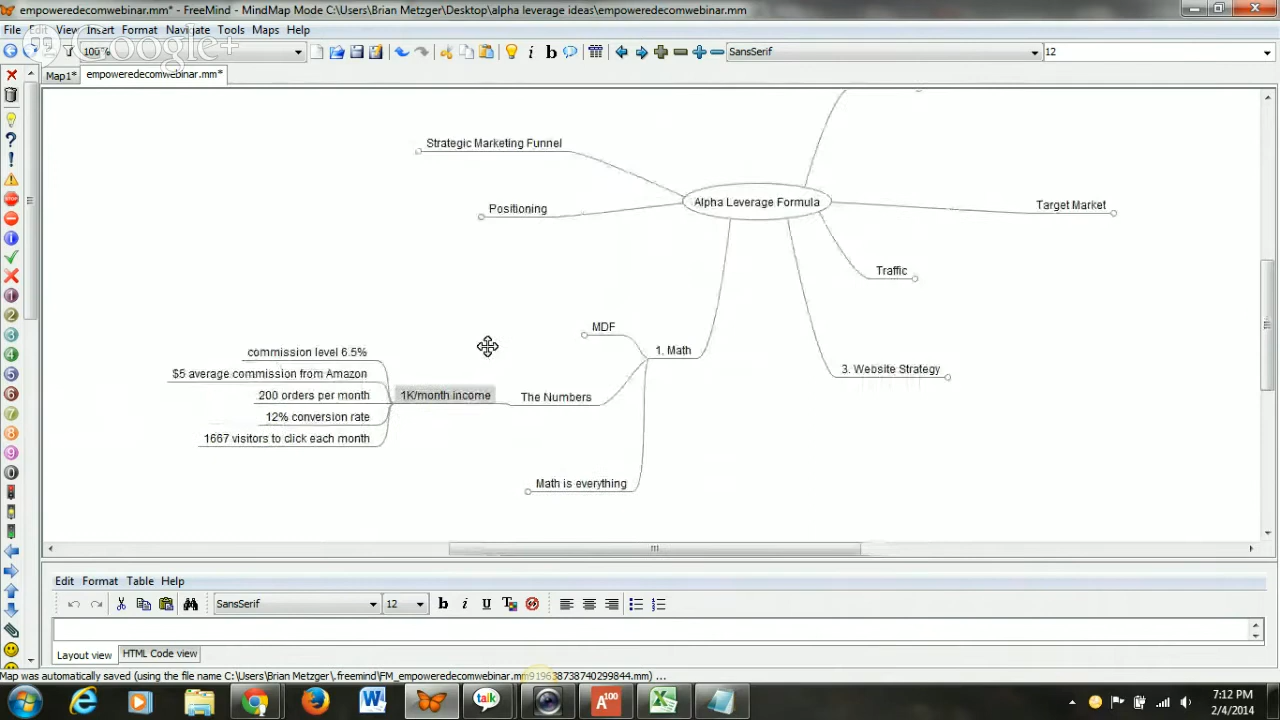 empoweredecomwebinar.mm* - FreeMind - MindMap Mode C:\Users\Brian Metzger\Desktop\alpha leverage ideas\empoweredecomwebinar.mm
File Edit View Insert Format Navigate Tools Maps Help
Google+
100%
SansSerif
12
Map1*
empoweredecomwebinar.mm*
Strategic Marketing Funnel
Alpha Leverage Formula
Positioning
Target Market
Traffic
MDF
1. Math
3. Website Strategy
commission level 6.5%
$5 average commission from Amazon
200 orders per month
1K/month income
The Numbers
12% conversion rate
1667 visitors to click each month
Math is everything
Edit Format Table Help
SansSerif
12
Layout view
HTML Code view
Map was automatically saved (using the file name C:\Users\Brian Metzger\.freemind\FM_empoweredecomwebinar.mm919638738740299844.mm) ...
talk
A100
7:12 PM
2/4/2014